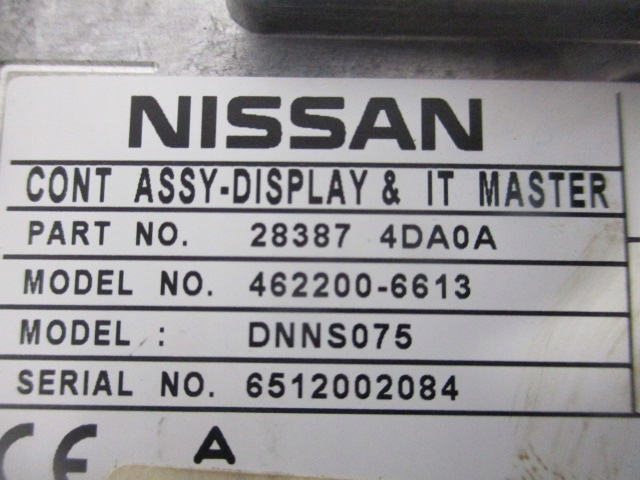 NISSAN
CONT ASSY-DISPLAY & IT MASTER
PART NO. 28387 4DA0A
MODEL NO. 462200-6613
MODEL : DNNS075
SERIAL NO. 6512002084
CE A